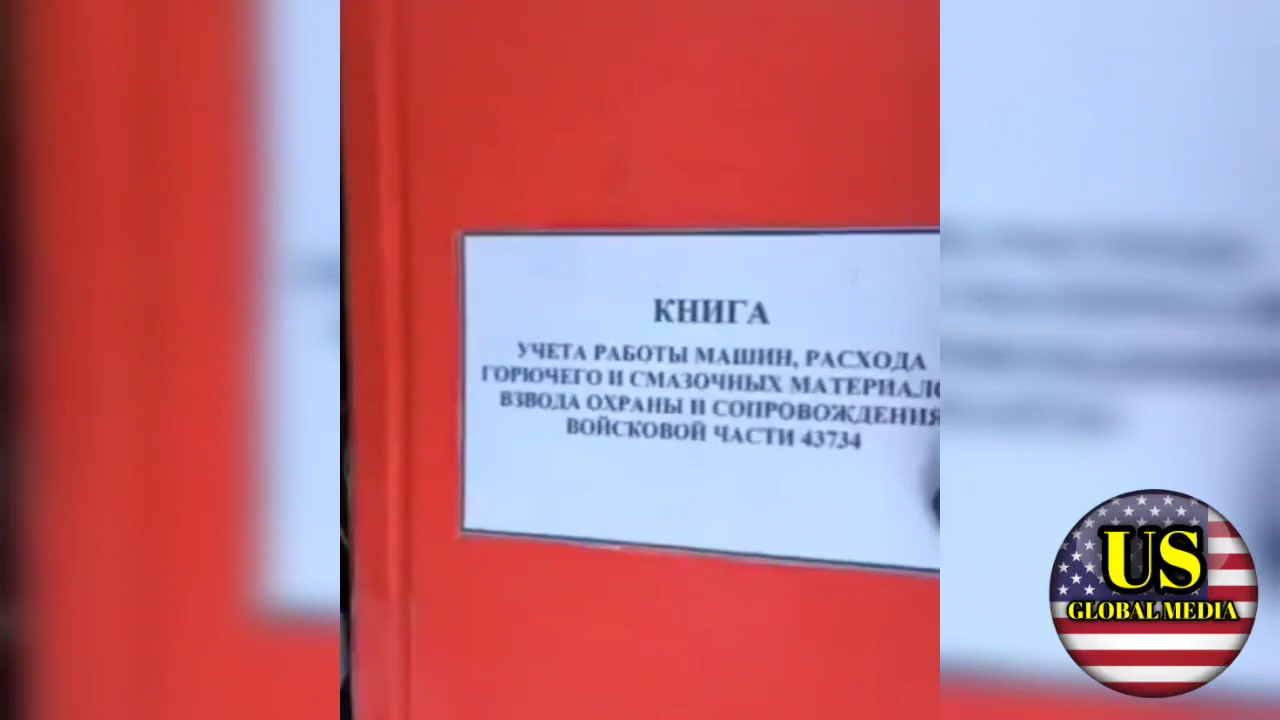 КНИГА
УЧЕТА РАБОТЫ МАШИН, РАСХОДА
ГОРЮЧЕГО И СМАЗОЧНЫХ МАТЕРИАЛО
ВЗВОДА ОХРАНЫ И СОПРОВОЖДЕНИЯ
ВОЙСКОВОЙ ЧАСТИ 43734
US
GLOBAL MEDIA